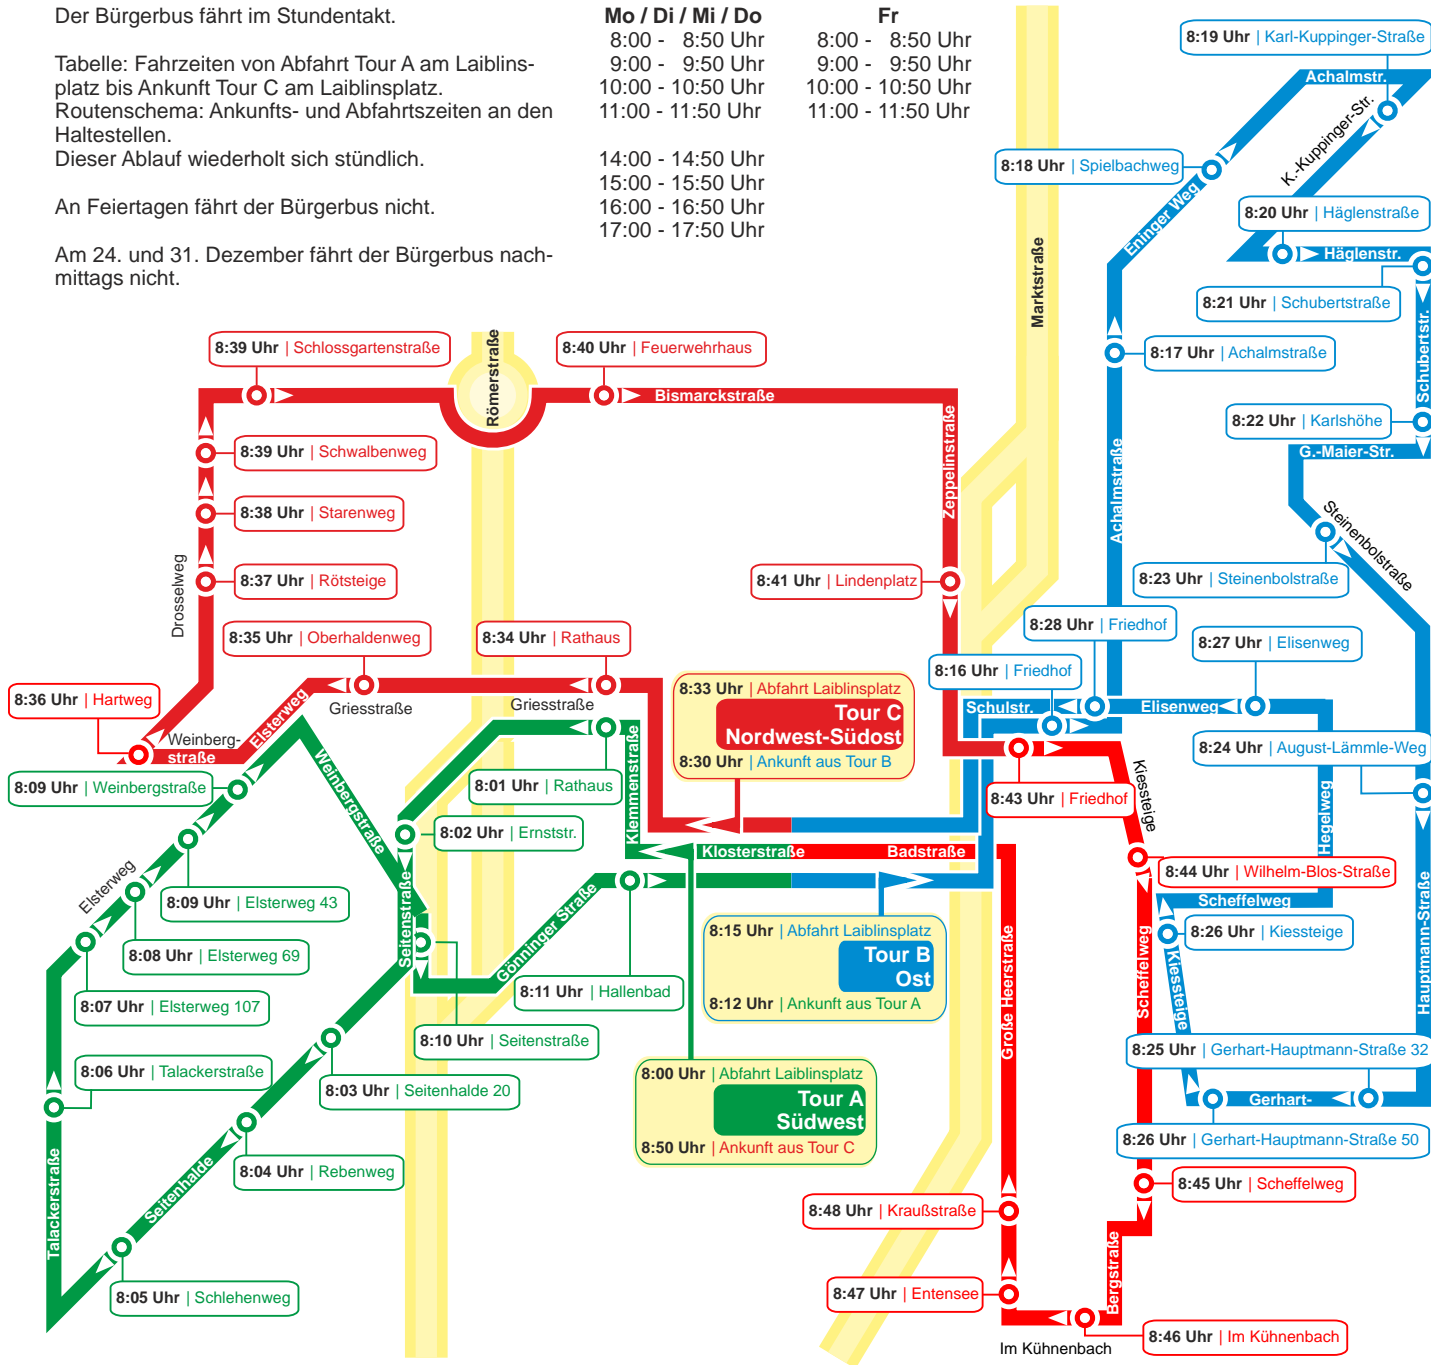 Der Bürgerbus fährt im Stundentakt.
Tabelle: Fahrzeiten von Abfahrt Tour A am Laiblins-
platz bis Ankunft Tour C am Laiblinsplatz.
Routenschema: Ankunfts- und Abfahrtszeiten an den
Haltestellen.
Dieser Ablauf wiederholt sich stündlich.
An Feiertagen fährt der Bürgerbus nicht.
Am 24. und 31. Dezember fährt der Bürgerbus nach-
mittags nicht.
Mo / Di / Mi / Do
8:00 - 8:50 Uhr
9:00 - 9:50 Uhr
10:00 - 10:50 Uhr
11:00 - 11:50 Uhr
14:00 - 14:50 Uhr
15:00 - 15:50 Uhr
16:00 - 16:50 Uhr
17:00 - 17:50 Uhr
Fr
8:00 - 8:50 Uhr
9:00 - 9:50 Uhr
10:00 - 10:50 Uhr
11:00 - 11:50 Uhr
8:19 Uhr | Karl-Kuppinger-Straße
Achalmstr.
K.-Kuppinger-Str.
8:18 Uhr | Spielbachweg
Eninger Weg
8:20 Uhr | Häglenstraße
Häglenstr.
8:21 Uhr | Schubertstraße
Schubertstr.
Marktstraße
8:17 Uhr | Achalmstraße
8:22 Uhr | Karlshöhe
G.-Maier-Str.
Achalmstraße
Steinenbolstraße
8:23 Uhr | Steinenbolstraße
8:28 Uhr | Friedhof
8:27 Uhr | Elisenweg
8:16 Uhr | Friedhof
Schulstr.
Elisenweg
8:24 Uhr | August-Lämmle-Weg
Hegelweg
Hauptmann-Straße
Scheffelweg
8:26 Uhr | Kiessteige
Kiessteige
8:25 Uhr | Gerhart-Hauptmann-Straße 32
Gerhart-
8:26 Uhr | Gerhart-Hauptmann-Straße 50
8:39 Uhr | Schlossgartenstraße
Römerstraße
8:40 Uhr | Feuerwehrhaus
Bismarckstraße
8:39 Uhr | Schwalbenweg
8:38 Uhr | Starenweg
Zeppelinstraße
8:37 Uhr | Rötsteige
Drosselweg
8:41 Uhr | Lindenplatz
8:35 Uhr | Oberhaldenweg
8:34 Uhr | Rathaus
8:36 Uhr | Hartweg
Griesstraße
Griesstraße
Weinberg-
straße
Elsterweg
8:33 Uhr | Abfahrt Laiblinsplatz
Tour C
Nordwest-Südost
8:30 Uhr | Ankunft aus Tour B
8:43 Uhr | Friedhof
Kiessteige
8:44 Uhr | Wilhelm-Blos-Straße
Scheffelweg
8:45 Uhr | Scheffelweg
Bergstraße
8:46 Uhr | Im Kühnenbach
Im Kühnenbach
8:47 Uhr | Entensee
8:48 Uhr | Kraußstraße
Große Heerstraße
Badstraße
Klosterstraße
Klemmenstraße
8:01 Uhr | Rathaus
8:02 Uhr | Ernststr.
Weinbergstraße
8:09 Uhr | Weinbergstraße
Elsterweg
8:09 Uhr | Elsterweg 43
8:08 Uhr | Elsterweg 69
8:07 Uhr | Elsterweg 107
8:06 Uhr | Talackerstraße
Talackerstraße
Seitenstraße
Gönninger Straße
8:11 Uhr | Hallenbad
8:10 Uhr | Seitenstraße
8:03 Uhr | Seitenhalde 20
8:04 Uhr | Rebenweg
Seitenhalde
8:05 Uhr | Schlehenweg
8:15 Uhr | Abfahrt Laiblinsplatz
Tour B
Ost
8:12 Uhr | Ankunft aus Tour A
8:00 Uhr | Abfahrt Laiblinsplatz
Tour A
Südwest
8:50 Uhr | Ankunft aus Tour C